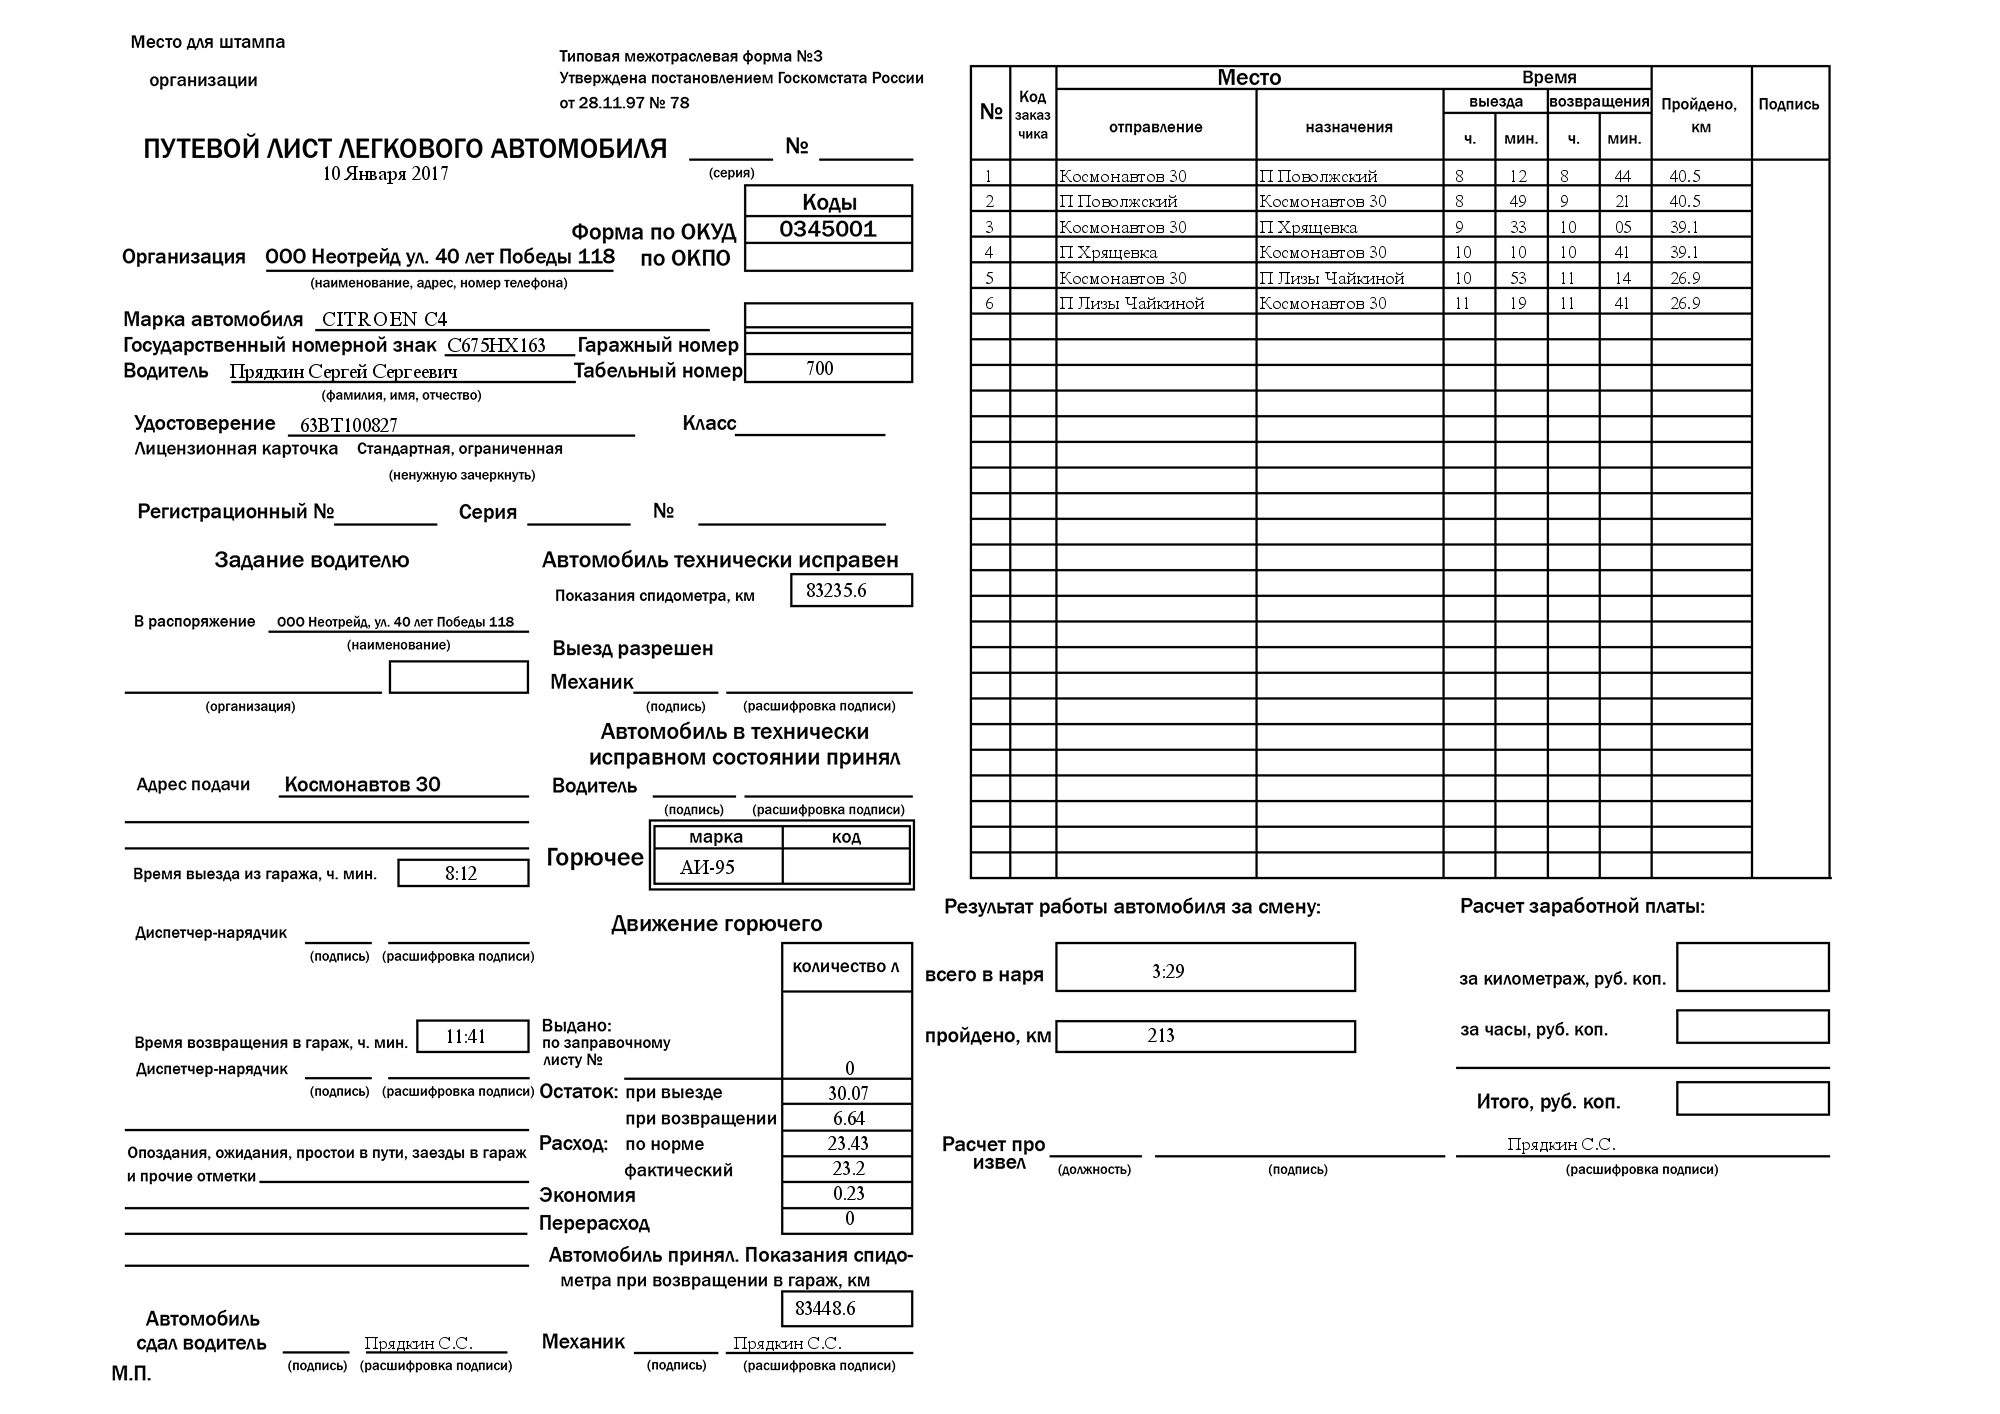 Место для штампа
организации
Типовая межотраслевая форма №3
Утверждена постановлением Госкомстата России
от 28.11.97 № 78
ПУТЕВОЙ ЛИСТ ЛЕГКОВОГО АВТОМОБИЛЯ №
10 Января 2017
(серия)
Коды
Форма по ОКУД 0345001
Организация ООО Неотрейд ул. 40 лет Победы 118 по ОКПО
(наименование, адрес, номер телефона)
Марка автомобиля CITROEN C4
Государственный номерной знак С675НХ163 Гаражный номер
Водитель Прядкин Сергей Сергеевич Табельный номер 700
(фамилия, имя, отчество)
Удостоверение 63ВТ100827 Класс
Лицензионная карточка Стандартная, ограниченная
(ненужную зачеркнуть)
Регистрационный № Серия №
Задание водителю
В распоряжение ООО Неотрейд, ул. 40 лет Победы 118
(наименование)
(организация)
Адрес подачи Космонавтов 30
Время выезда из гаража, ч. мин. 8:12
Диспетчер-нарядчик
(подпись) (расшифровка подписи)
Время возвращения в гараж, ч. мин. 11:41
Диспетчер-нарядчик
(подпись) (расшифровка подписи)
Опоздания, ожидания, простои в пути, заезды в гараж
и прочие отметки
Автомобиль
сдал водитель Прядкин С.С.
(подпись) (расшифровка подписи)
М.П.
Автомобиль технически исправен
Показания спидометра, км 83235.6
Выезд разрешен
Механик
(подпись) (расшифровка подписи)
Автомобиль в технически
исправном состоянии принял
Водитель
(подпись) (расшифровка подписи)
марка код
Горючее АИ-95
Движение горючего
количество л
Выдано:
по заправочному
листу №
0
Остаток: при выезде 30.07
при возвращении 6.64
Расход: по норме 23.43
фактический 23.2
Экономия 0.23
Перерасход 0
Автомобиль принял. Показания спидо-
метра при возвращении в гараж, км
83448.6
Механик Прядкин С.С.
(подпись) (расшифровка подписи)
№ Код заказ чика Место Время Пройдено, км Подпись
отправление назначения выезда возвращения
ч. мин. ч. мин.
1 Космонавтов 30 П Поволжский 8 12 8 44 40.5
2 П Поволжский Космонавтов 30 8 49 9 21 40.5
3 Космонавтов 30 П Хрящевка 9 33 10 05 39.1
4 П Хрящевка Космонавтов 30 10 10 10 41 39.1
5 Космонавтов 30 П Лизы Чайкиной 10 53 11 14 26.9
6 П Лизы Чайкиной Космонавтов 30 11 19 11 41 26.9
Результат работы автомобиля за смену:
всего в наря 3:29
пройдено, км 213
Расчет заработной платы:
за километраж, руб. коп.
за часы, руб. коп.
Итого, руб. коп.
Расчет про
извел
Прядкин С.С.
(должность) (подпись) (расшифровка подписи)